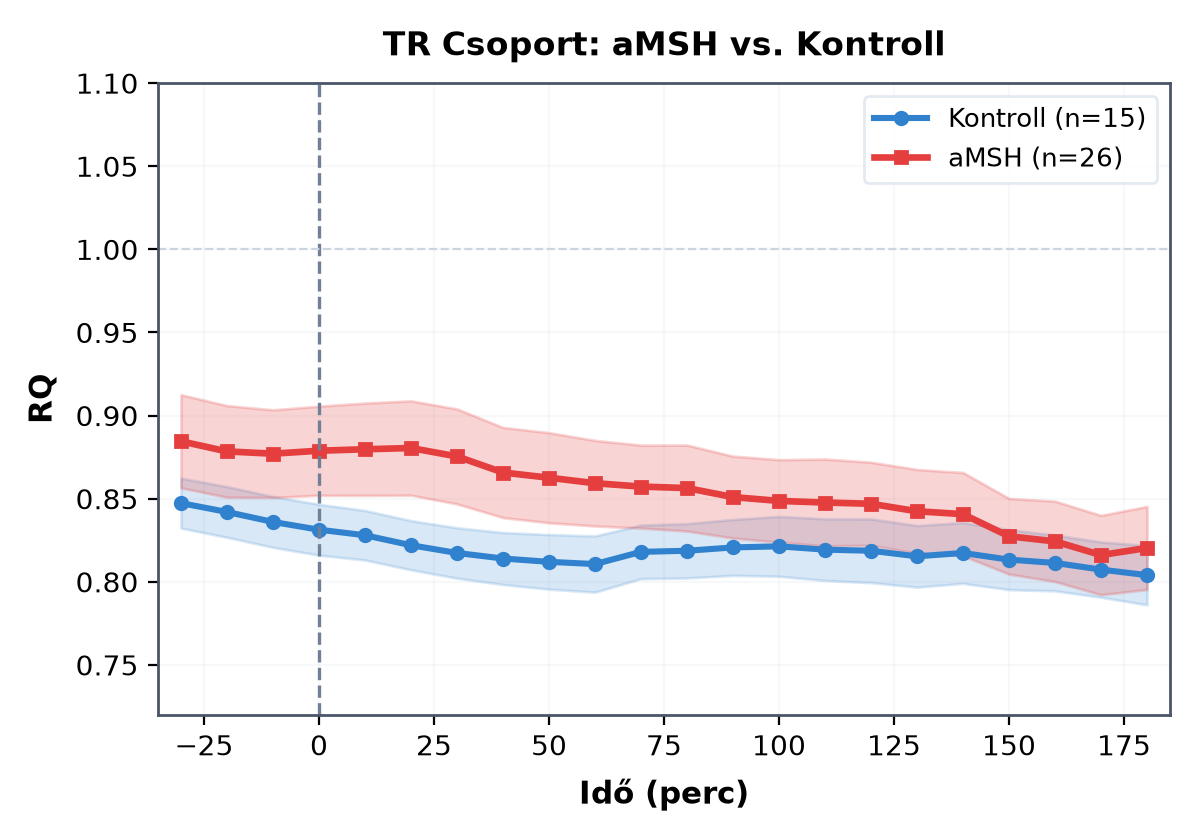 TR Csoport: aMSH vs. Kontroll
Kontroll (n=15)
aMSH (n=26)
1.10
1.05
1.00
0.95
0.90
0.85
0.80
0.75
RQ
−25 0 25 50 75 100 125 150 175
Idő (perc)